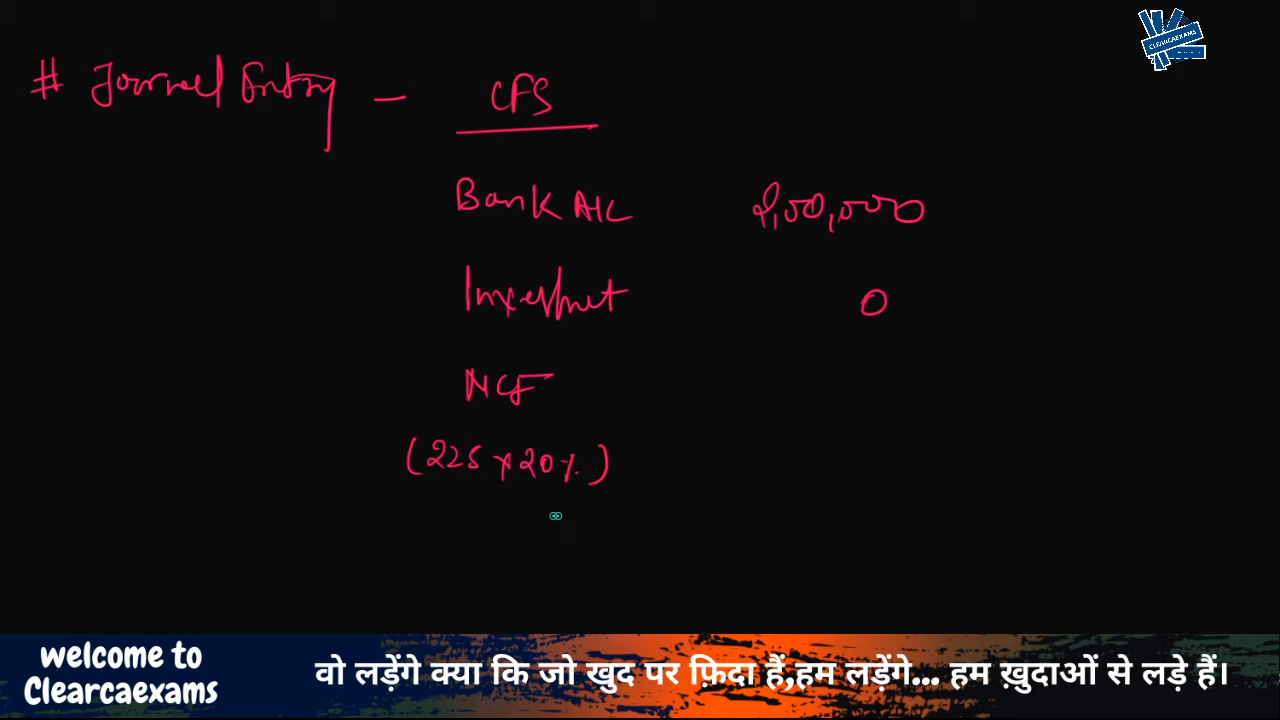 CLEARCAEXAMS
# Journal Entry - CFS
Bank A/C 2,00,000
Investment 0
NCF
(225 x 20%)
welcome to
Clearcaexams
वो लड़ेंगे क्या कि जो खुद पर फ़िदा हैं,हम लड़ेंगे... हम ख़ुदाओं से लड़े हैं।